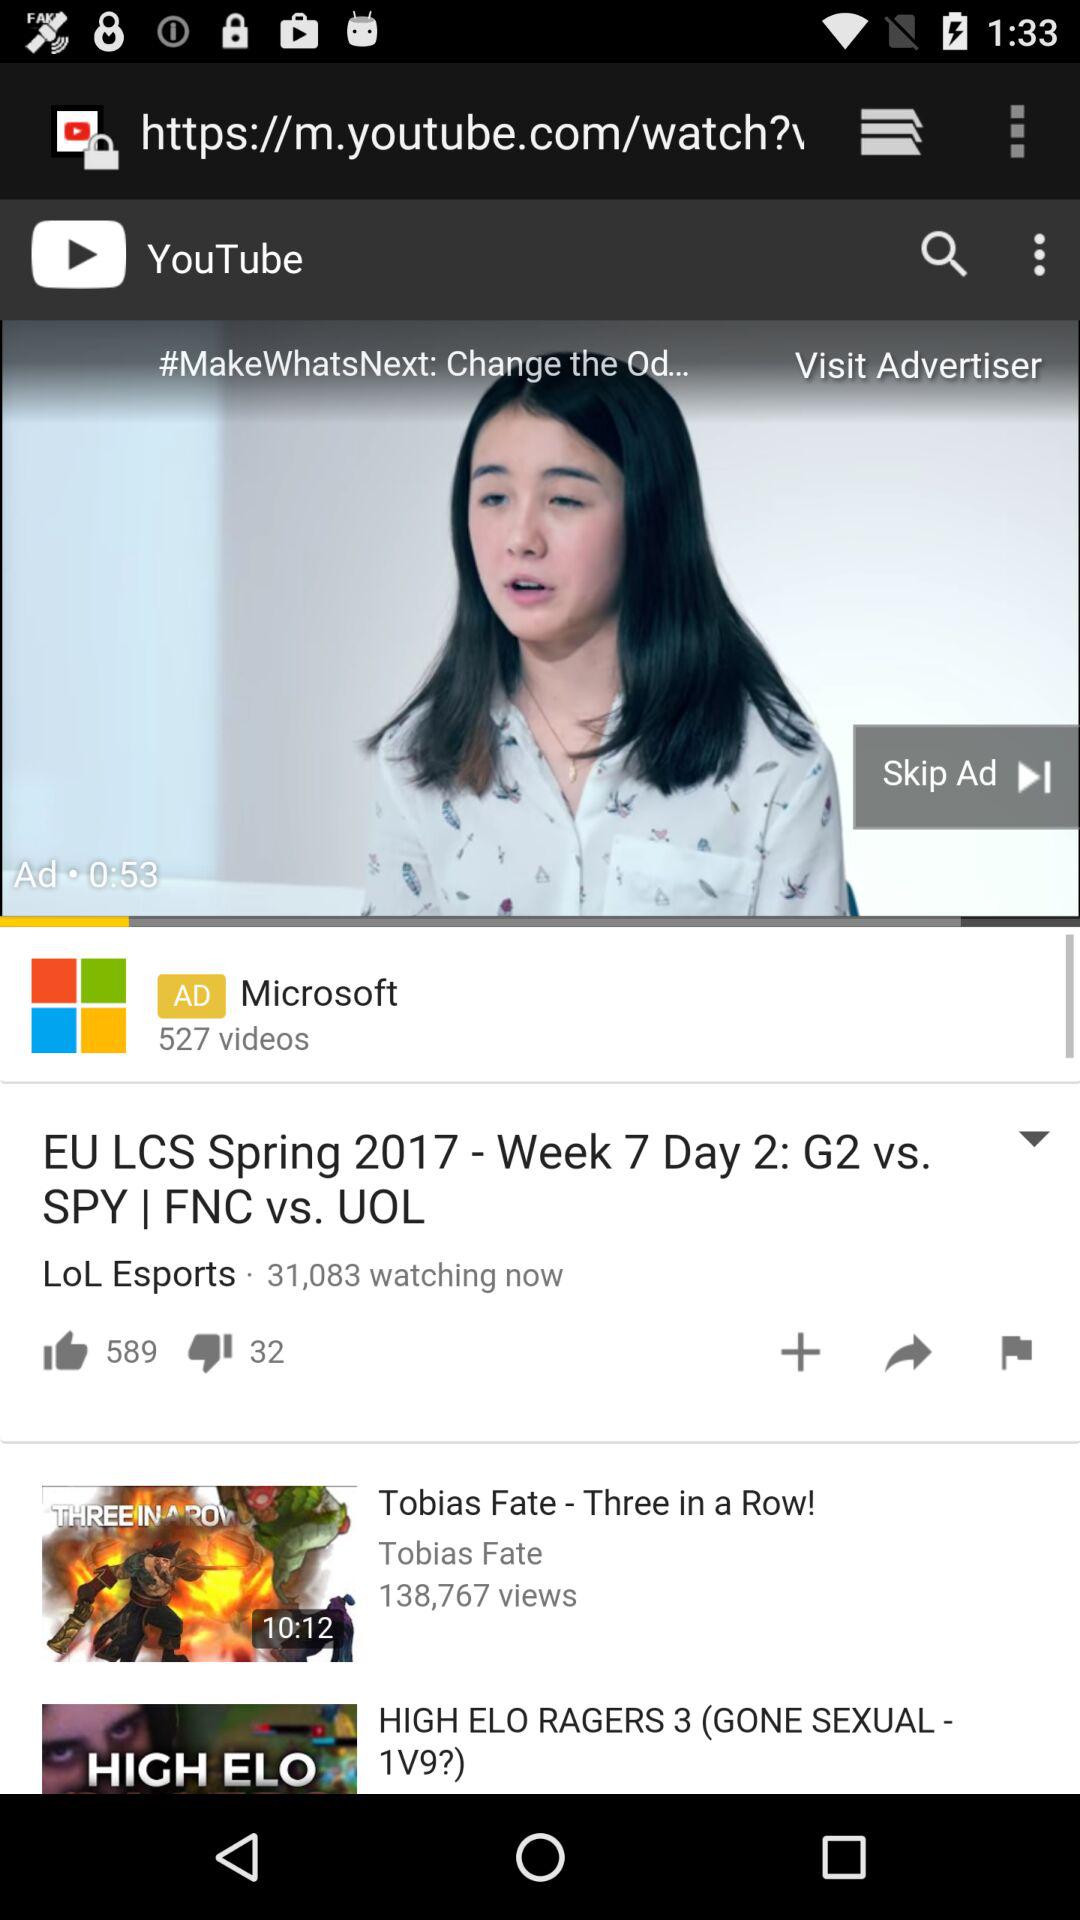 FAKE
1:33
https://m.youtube.com/watch?v
YouTube
#MakeWhatsNext: Change the Od...
Visit Advertiser
Skip Ad
Ad • 0:53
AD Microsoft
527 videos
EU LCS Spring 2017 - Week 7 Day 2: G2 vs.
SPY | FNC vs. UOL
LoL Esports · 31,083 watching now
589 32
THREE IN A ROW
10:12
Tobias Fate - Three in a Row!
Tobias Fate
138,767 views
HIGH ELO
HIGH ELO RAGERS 3 (GONE SEXUAL -
1V9?)